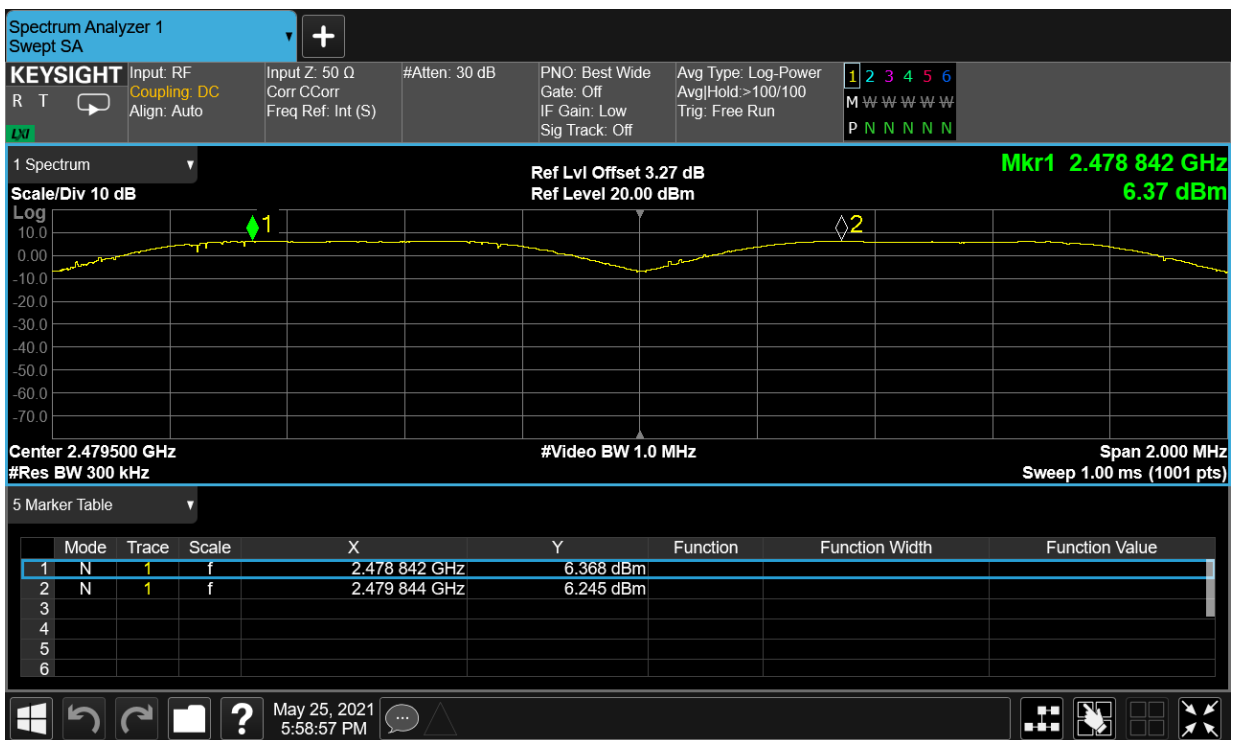 Spectrum Analyzer 1
Swept SA
+
KEYSIGHT
R T
LXI
Input: RF
Coupling: DC
Align: Auto
Input Z: 50 Ω
Corr CCorr
Freq Ref: Int (S)
#Atten: 30 dB
PNO: Best Wide
Gate: Off
IF Gain: Low
Sig Track: Off
Avg Type: Log-Power
Avg|Hold:>100/100
Trig: Free Run
1 2 3 4 5 6
M W W W W W
P N N N N N
1 Spectrum
Scale/Div 10 dB
Ref Lvl Offset 3.27 dB
Ref Level 20.00 dBm
Mkr1 2.478 842 GHz
6.37 dBm
Log
10.0
0.00
-10.0
-20.0
-30.0
-40.0
-50.0
-60.0
-70.0
1
2
Center 2.479500 GHz
#Res BW 300 kHz
#Video BW 1.0 MHz
Span 2.000 MHz
Sweep 1.00 ms (1001 pts)
5 Marker Table
Mode Trace Scale X Y Function Function Width Function Value
1 N 1 f 2.478 842 GHz 6.368 dBm
2 N 1 f 2.479 844 GHz 6.245 dBm
3
4
5
6
?
May 25, 2021
5:58:57 PM